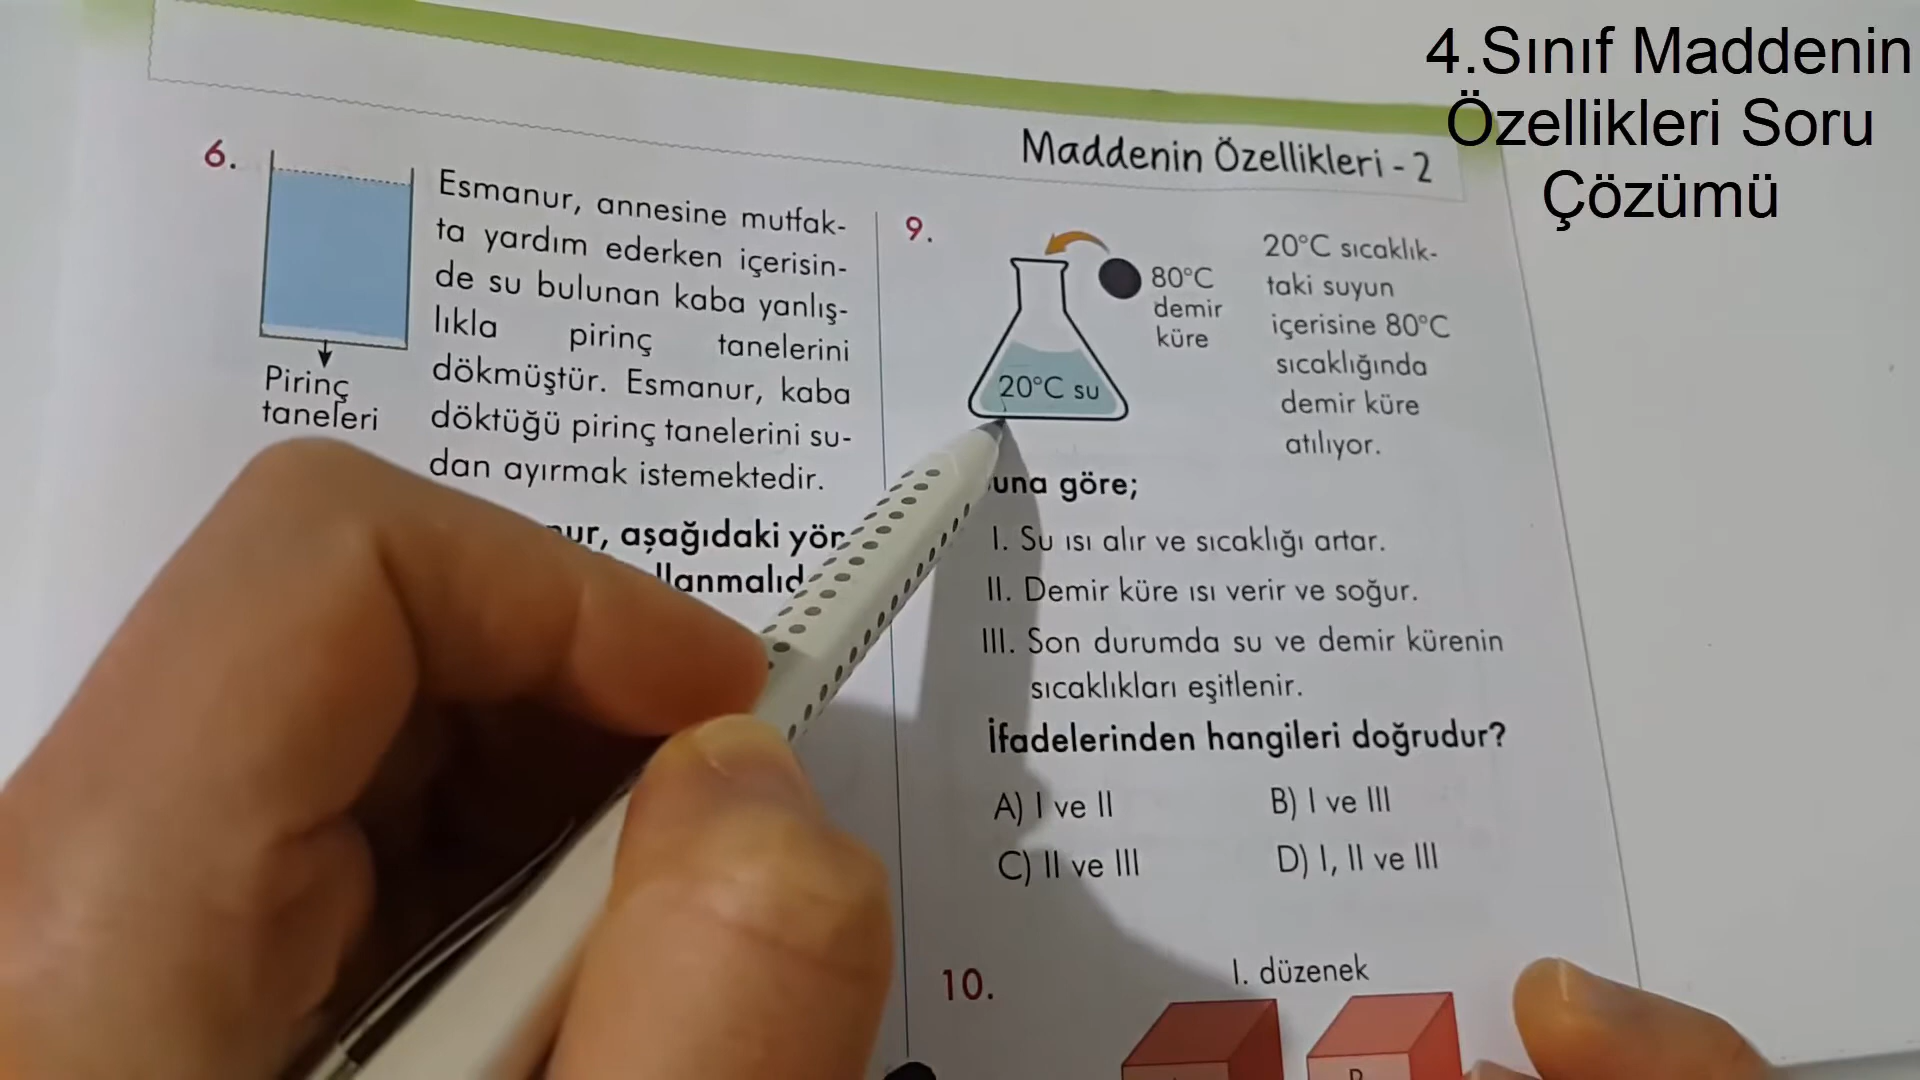 4.Sınıf Maddenin
Özellikleri Soru
Çözümü
Maddenin Özellikleri - 2
6.
Esmanur, annesine mutfak-
ta yardım ederken içerisin-
de su bulunan kaba yanlış-
lıkla pirinç tanelerini
dökmüştür. Esmanur, kaba
döktüğü pirinç tanelerini su-
dan ayırmak istemektedir.
Pirinç
taneleri
aşağıdaki
9.
80°C
demir
küre
20°C su
20°C sıcaklık-
taki suyun
içerisine 80°C
sıcaklığında
demir küre
atılıyor.
göre;
I. Su ısı alır ve sıcaklığı artar.
II. Demir küre ısı verir ve soğur.
III. Son durumda su ve demir kürenin
sıcaklıkları eşitlenir.
İfadelerinden hangileri doğrudur?
A) I ve II
B) I ve III
C) II ve III
D) I, II ve III
10.
I. düzenek